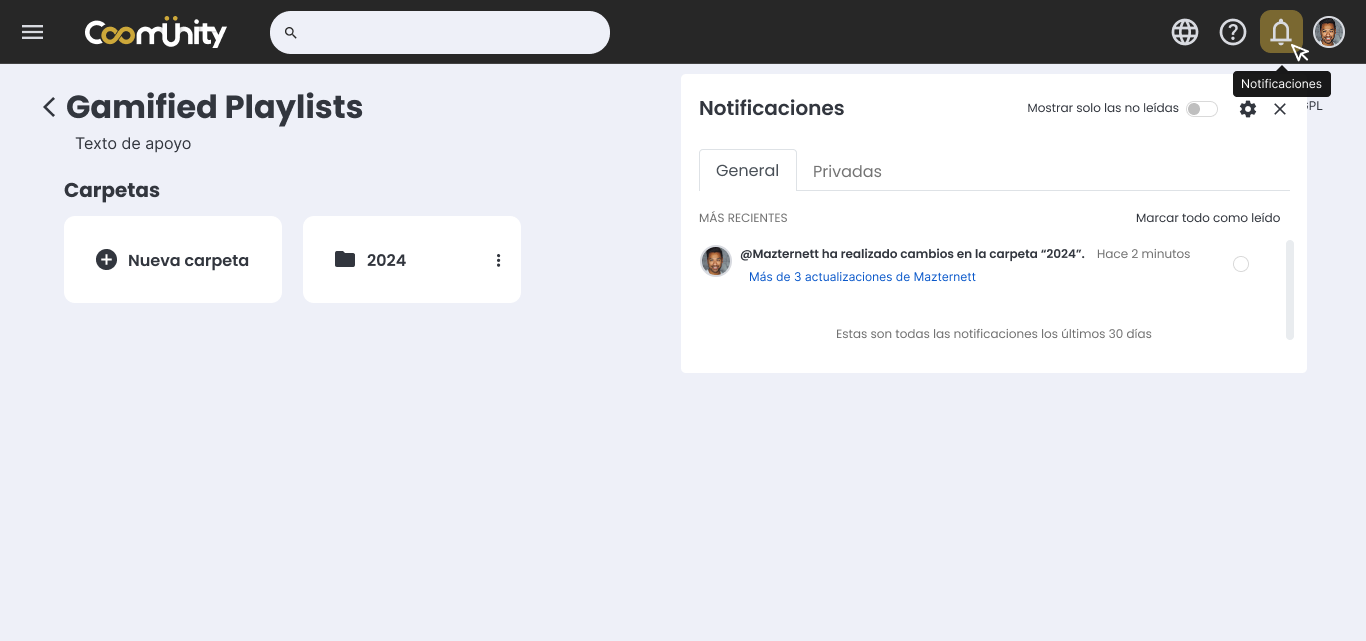 Coomünity
Notificaciones
Gamified Playlists
Texto de apoyo
Carpetas
Nueva carpeta
2024
Notificaciones
Mostrar solo las no leídas
General
Privadas
MÁS RECIENTES
Marcar todo como leído
@Mazternett ha realizado cambios en la carpeta “2024”.
Hace 2 minutos
Más de 3 actualizaciones de Mazternett
Estas son todas las notificaciones los últimos 30 días